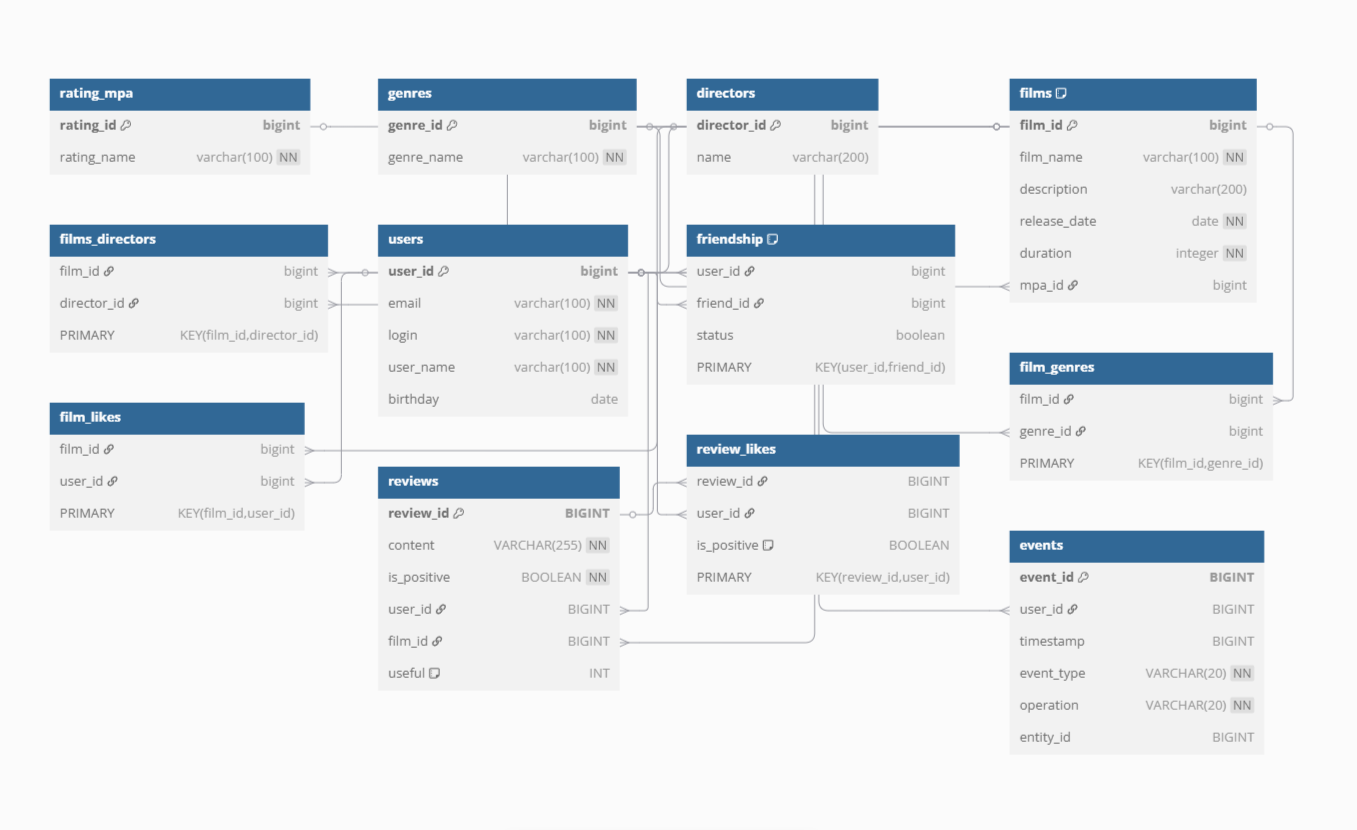 rating_mpa
rating_id bigint
rating_name varchar(100) NN
genres
genre_id bigint
genre_name varchar(100) NN
directors
director_id bigint
name varchar(200)
films
film_id bigint
film_name varchar(100) NN
description varchar(200)
release_date date NN
duration integer NN
mpa_id bigint
films_directors
film_id bigint
director_id bigint
PRIMARY KEY(film_id,director_id)
users
user_id bigint
email varchar(100) NN
login varchar(100) NN
user_name varchar(100) NN
birthday date
friendship
user_id bigint
friend_id bigint
status boolean
PRIMARY KEY(user_id,friend_id)
film_genres
film_id bigint
genre_id bigint
PRIMARY KEY(film_id,genre_id)
film_likes
film_id bigint
user_id bigint
PRIMARY KEY(film_id,user_id)
reviews
review_id BIGINT
content VARCHAR(255) NN
is_positive BOOLEAN NN
user_id BIGINT
film_id BIGINT
useful INT
review_likes
review_id BIGINT
user_id BIGINT
is_positive BOOLEAN
PRIMARY KEY(review_id,user_id)
events
event_id BIGINT
user_id BIGINT
timestamp BIGINT
event_type VARCHAR(20) NN
operation VARCHAR(20) NN
entity_id BIGINT